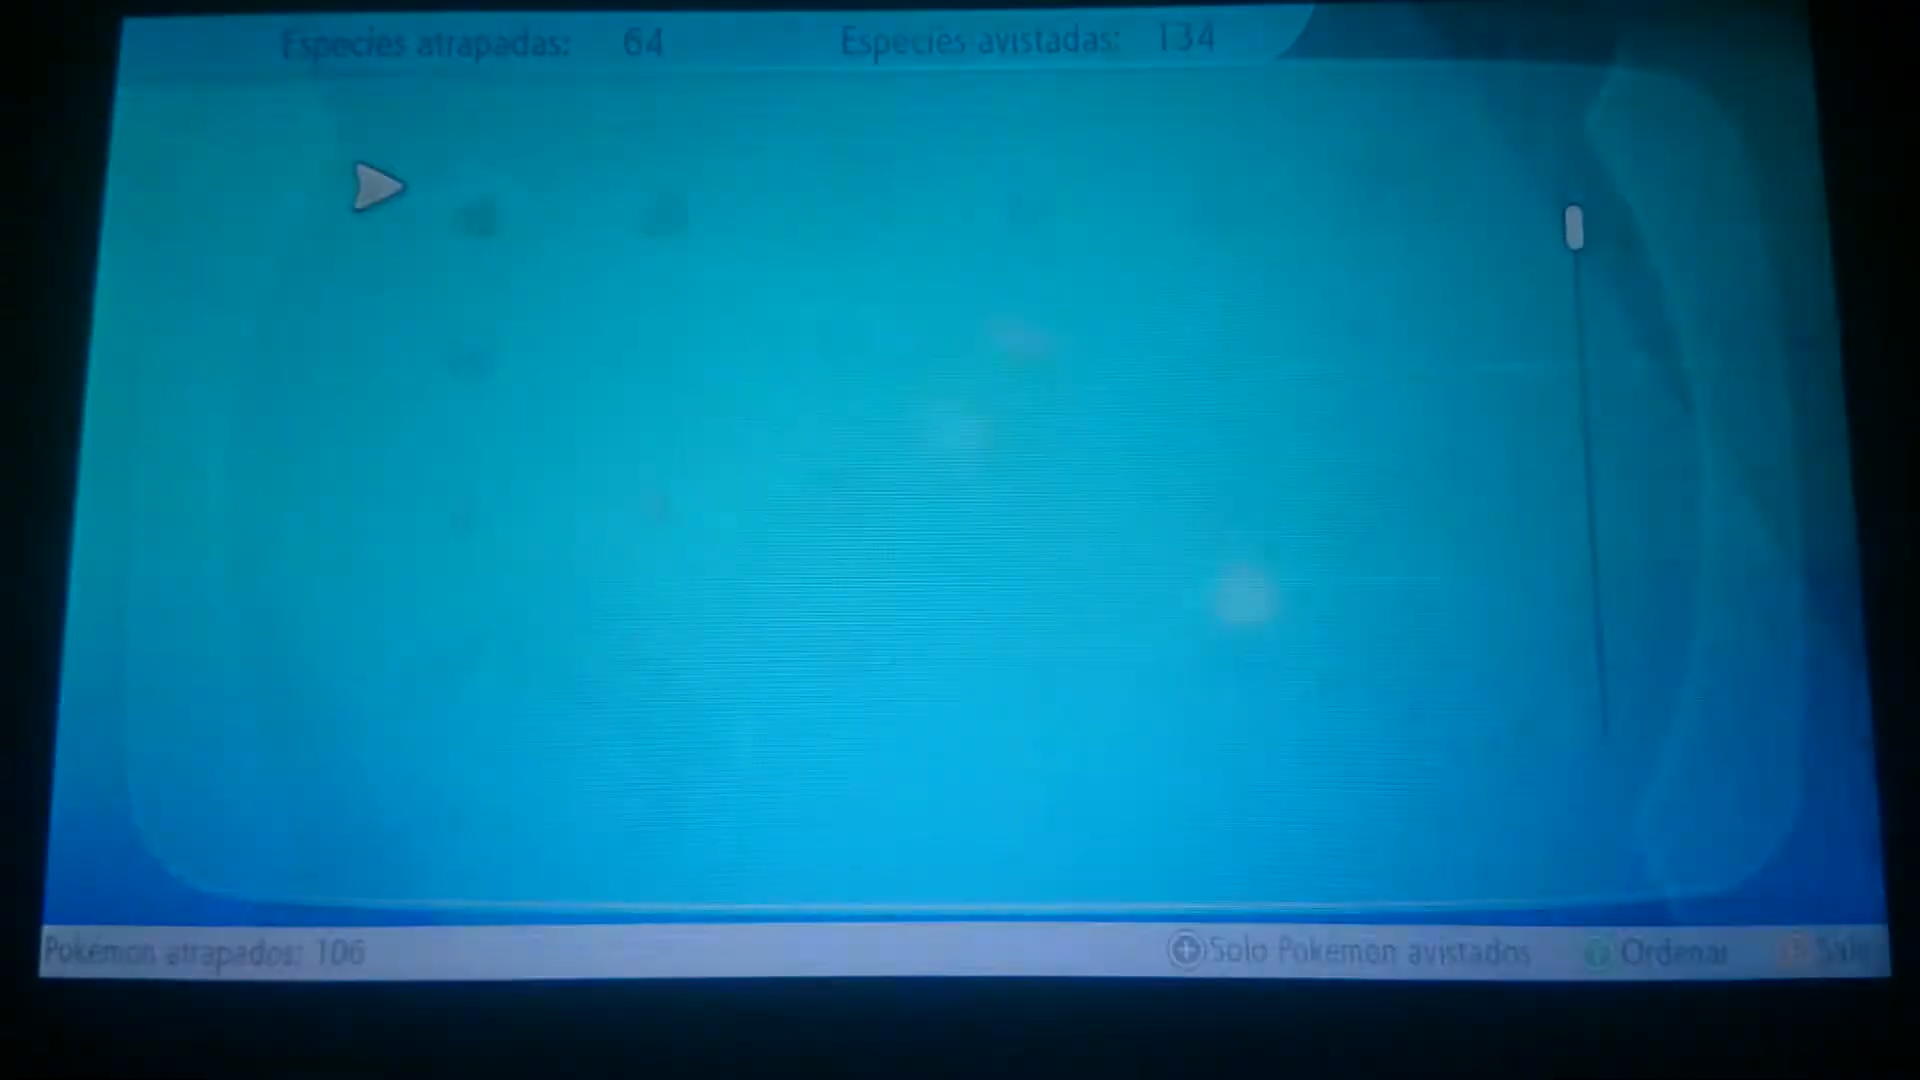 Especies atrapadas: 64 Especies avistadas: 134
Pokémon atrapados: 106 Solo Pokémon avistados Ordenar